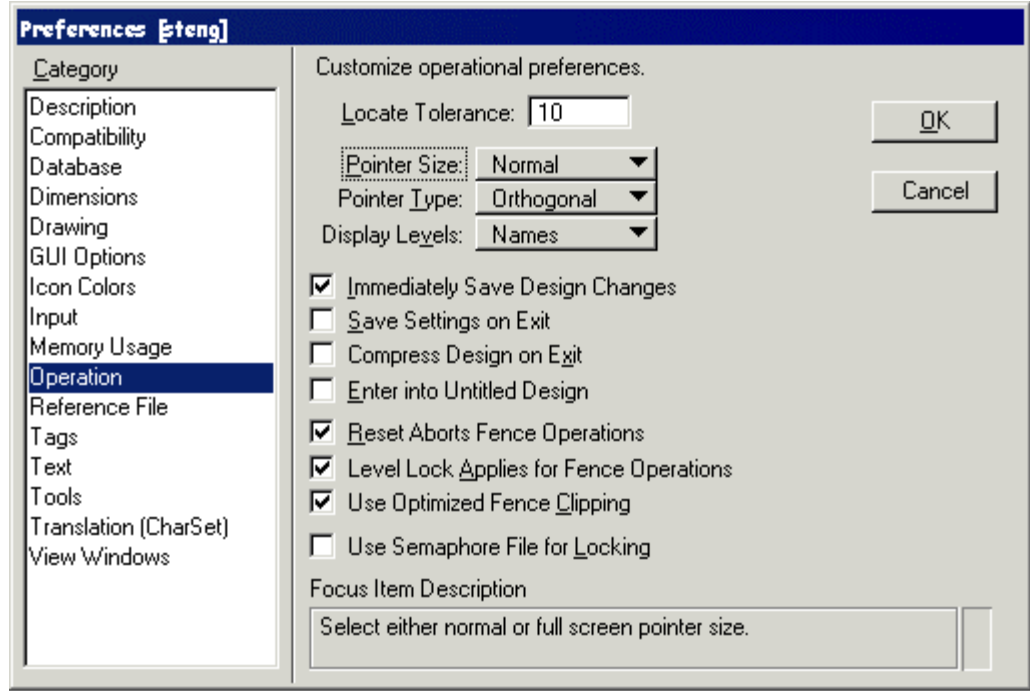 Preferences [steng]
Category
Description
Compatibility
Database
Dimensions
Drawing
GUI Options
Icon Colors
Input
Memory Usage
Operation
Reference File
Tags
Text
Tools
Translation (CharSet)
View Windows
Customize operational preferences.
Locate Tolerance: 10
Pointer Size: Normal
Pointer Type: Orthogonal
Display Levels: Names
Immediately Save Design Changes
Save Settings on Exit
Compress Design on Exit
Enter into Untitled Design
Reset Aborts Fence Operations
Level Lock Applies for Fence Operations
Use Optimized Fence Clipping
Use Semaphore File for Locking
Focus Item Description
Select either normal or full screen pointer size.
OK
Cancel